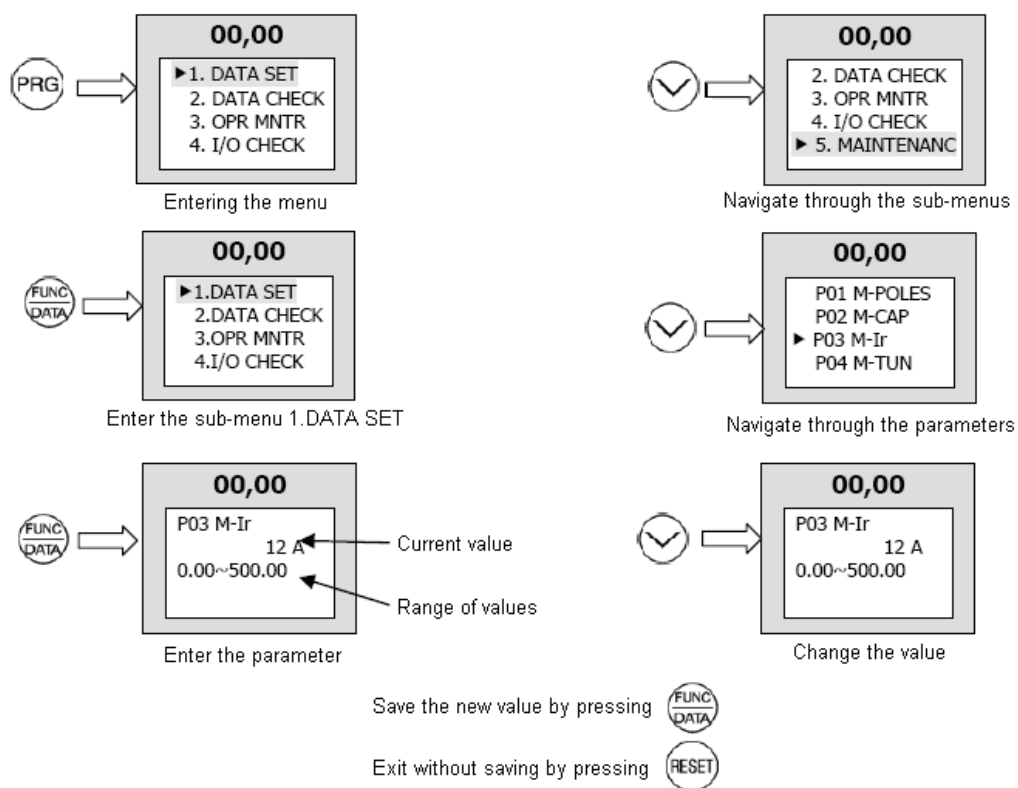 00,00
PRG
▶1. DATA SET
2. DATA CHECK
3. OPR MNTR
4. I/O CHECK
Entering the menu
00,00
2. DATA CHECK
3. OPR MNTR
4. I/O CHECK
▶ 5. MAINTENANC
Navigate through the sub-menus
00,00
FUNC
DATA
▶1.DATA SET
2.DATA CHECK
3.OPR MNTR
4.I/O CHECK
Enter the sub-menu 1.DATA SET
00,00
P01 M-POLES
P02 M-CAP
▶ P03 M-Ir
P04 M-TUN
Navigate through the parameters
00,00
FUNC
DATA
P03 M-Ir
12 A
0.00~500.00
Current value
Range of values
Enter the parameter
00,00
P03 M-Ir
12 A
0.00~500.00
Change the value
Save the new value by pressing
FUNC
DATA
Exit without saving by pressing
RESET